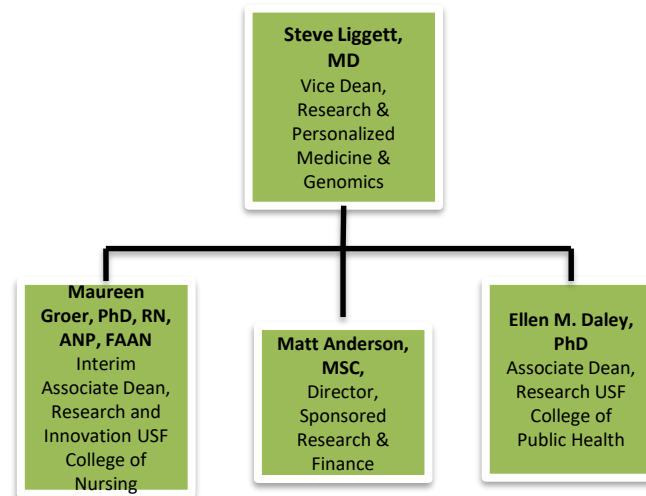 Steve Liggett,
MD
Vice Dean,
Research &
Personalized
Medicine &
Genomics
Maureen
Groer, PhD, RN,
ANP, FAAN
Interim
Associate Dean,
Research and
Innovation USF
College of
Nursing
Matt Anderson,
MSC,
Director,
Sponsored
Research &
Finance
Ellen M. Daley,
PhD
Associate Dean,
Research USF
College of
Public Health